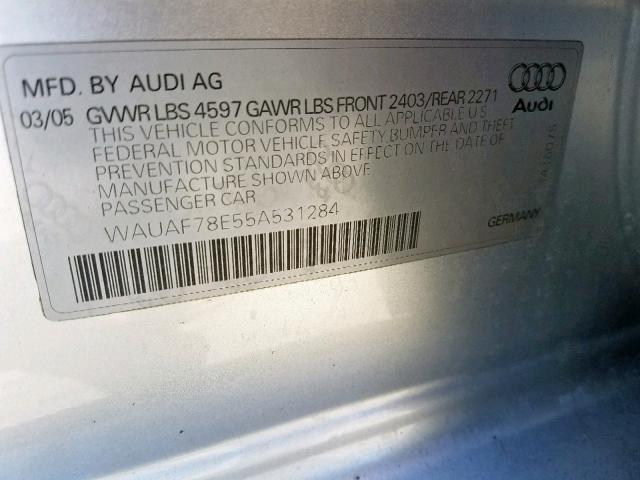 MFD. BY AUDI AG
03/05 GVWR LBS 4597 GAWR LBS FRONT 2403/REAR 2271
THIS VEHICLE CONFORMS TO ALL APPLICABLE U S
FEDERAL MOTOR VEHICLE SAFETY BUMPER AND THEFT
PREVENTION STANDARDS IN EFFECT ON THE DATE OF
MANUFACTURE SHOWN ABOVE
PASSENGER CAR
WAUAF78E55A531284
Audi
GERMANY